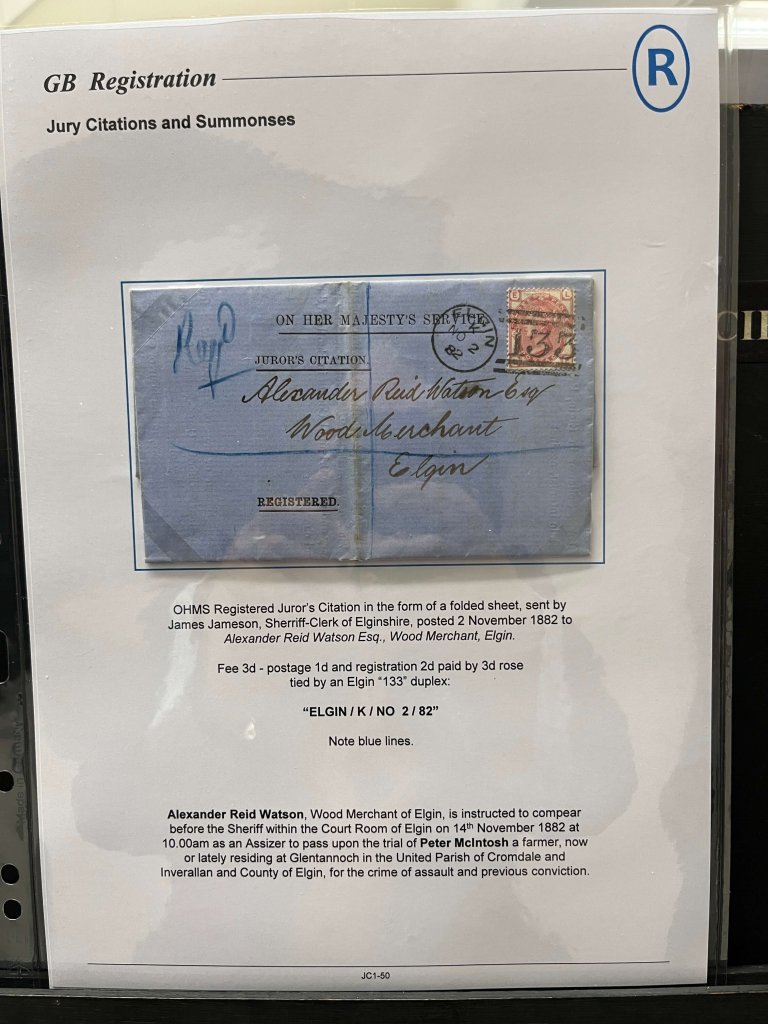 GB Registration
R
Jury Citations and Summonses
ON HER MAJESTY'S SERVICE.
ELGIN
K
NO 2
82
E L
133
Regd
JUROR'S CITATION.
Alexander Reid Watson Esq
Wood Merchant
Elgin
REGISTERED.
OHMS Registered Juror's Citation in the form of a folded sheet, sent by
James Jameson, Sherriff-Clerk of Elginshire, posted 2 November 1882 to
Alexander Reid Watson Esq., Wood Merchant, Elgin.
Fee 3d - postage 1d and registration 2d paid by 3d rose
tied by an Elgin "133" duplex:
"ELGIN / K / NO 2 / 82"
Note blue lines.
Alexander Reid Watson, Wood Merchant of Elgin, is instructed to compear
before the Sheriff within the Court Room of Elgin on 14th November 1882 at
10.00am as an Assizer to pass upon the trial of Peter McIntosh a farmer, now
or lately residing at Glentannoch in the United Parish of Cromdale and
Inverallan and County of Elgin, for the crime of assault and previous conviction.
JC1-50
Made in Germany